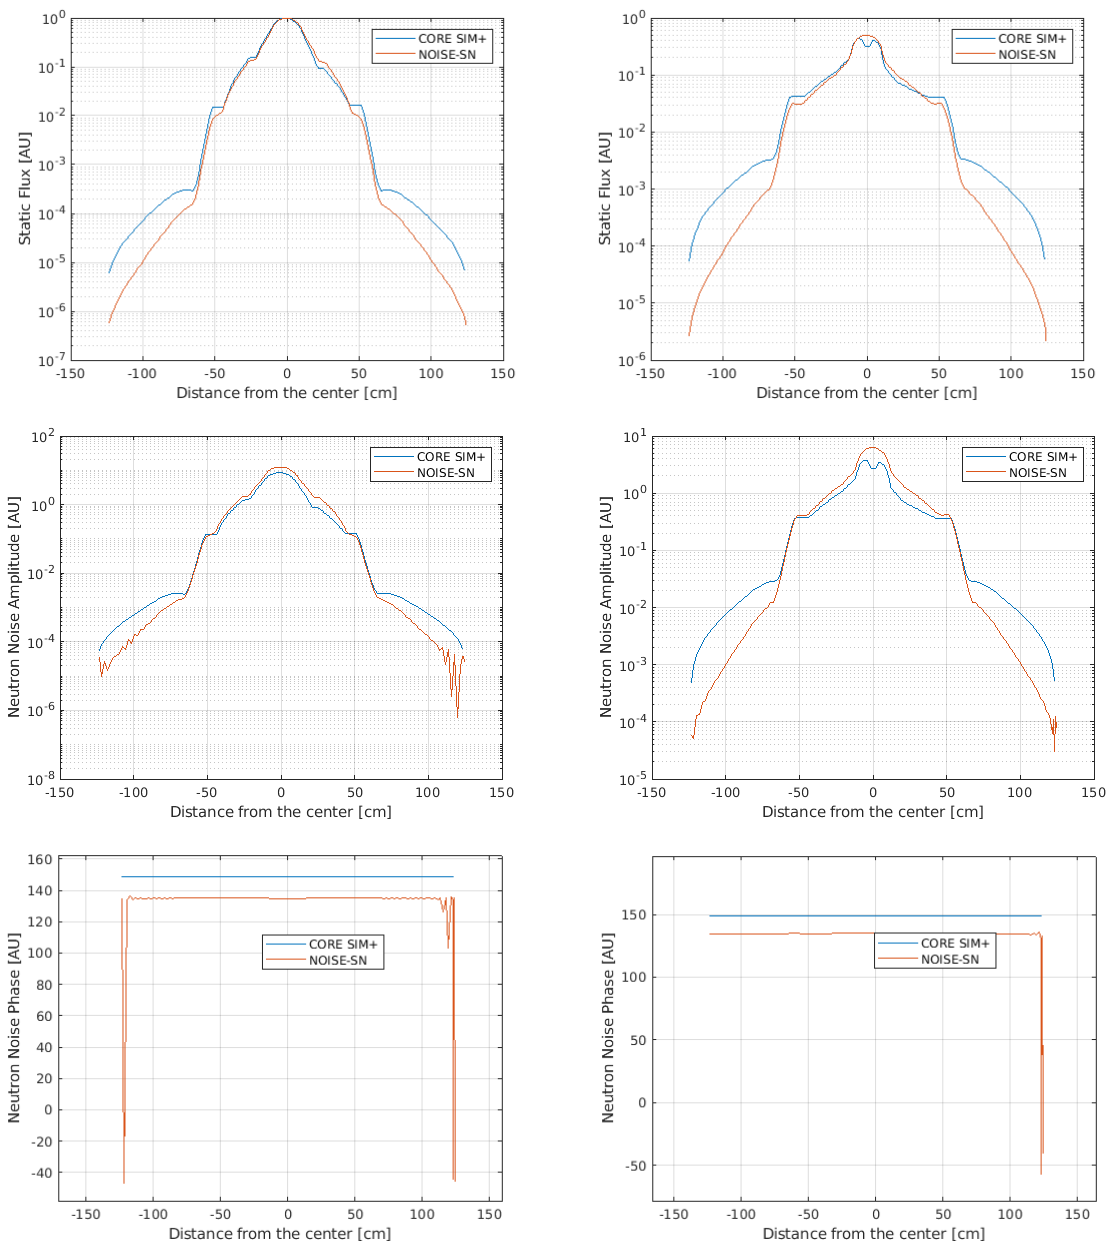 10^0
10^-1
10^-2
10^-3
10^-4
10^-5
10^-6
10^-7
Static Flux [AU]
CORE SIM+
NOISE-SN
-150 -100 -50 0 50 100 150
Distance from the center [cm]
10^0
10^-1
10^-2
10^-3
10^-4
10^-5
10^-6
Static Flux [AU]
CORE SIM+
NOISE-SN
-150 -100 -50 0 50 100 150
Distance from the center [cm]
10^2
10^0
10^-2
10^-4
10^-6
10^-8
Neutron Noise Amplitude [AU]
CORE SIM+
NOISE-SN
-150 -100 -50 0 50 100 150
Distance from the center [cm]
10^1
10^0
10^-1
10^-2
10^-3
10^-4
10^-5
Neutron Noise Amplitude [AU]
CORE SIM+
NOISE-SN
-150 -100 -50 0 50 100 150
Distance from the center [cm]
160
140
120
100
80
60
40
20
0
-20
-40
Neutron Noise Phase [AU]
CORE SIM+
NOISE-SN
-150 -100 -50 0 50 100 150
Distance from the center [cm]
150
100
50
0
-50
Neutron Noise Phase [AU]
CORE SIM+
NOISE-SN
-150 -100 -50 0 50 100 150
Distance from the center [cm]